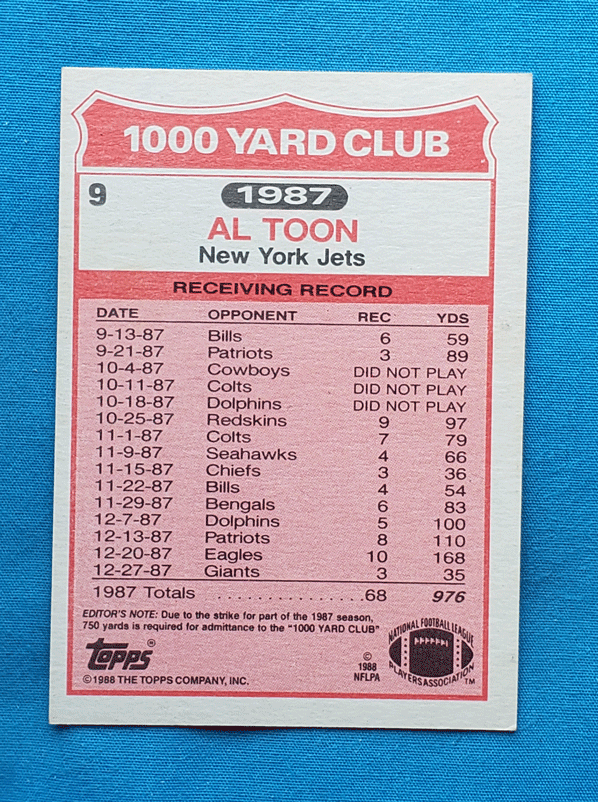 1000 YARD CLUB
9
1987
AL TOON
New York Jets
RECEIVING RECORD
DATE OPPONENT REC YDS
9-13-87 Bills 6 59
9-21-87 Patriots 3 89
10-4-87 Cowboys DID NOT PLAY
10-11-87 Colts DID NOT PLAY
10-18-87 Dolphins DID NOT PLAY
10-25-87 Redskins 9 97
11-1-87 Colts 7 79
11-9-87 Seahawks 4 66
11-15-87 Chiefs 3 36
11-22-87 Bills 4 54
11-29-87 Bengals 6 83
12-7-87 Dolphins 5 100
12-13-87 Patriots 8 110
12-20-87 Eagles 10 168
12-27-87 Giants 3 35
1987 Totals . . . . . . . . . . . . . . .68 976
EDITOR'S NOTE: Due to the strike for part of the 1987 season,
750 yards is required for admittance to the "1000 YARD CLUB"
TOPPS®
©1988 THE TOPPS COMPANY, INC.
©
1988
NFLPA
NATIONAL FOOTBALL LEAGUE
PLAYERS ASSOCIATION
TM